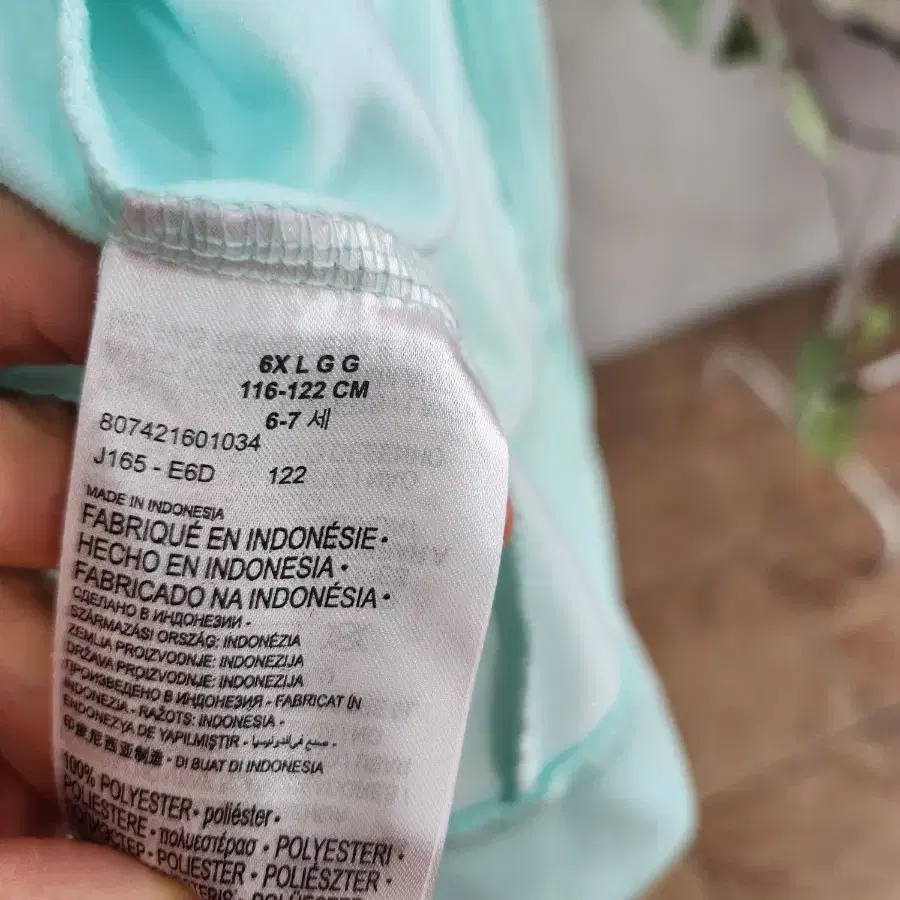 6X L G G
116-122 CM
6-7 세
807421601034
J165 - E6D 122
MADE IN INDONESIA
FABRIQUÉ EN INDONÉSIE •
HECHO EN INDONESIA •
FABRICADO NA INDONÉSIA •
СДЕЛАНО В ИНДОНЕЗИИ -
SZÁRMAZÁSI ORSZÁG: INDONÉZIA
ZEMLJA PROIZVODNJE: INDONEZIJA
DRŽAVA PROIZVODNJE: INDONEZIJA
ПРОИЗВЕДЕНО В ИНДОНЕЗИЯ - FABRICAT ÎN
INDONEZIA - RAŽOTS: INDONESIA -
ENDONEZYA DE YAPILMIŞTIR - صنع في اندونيسيا -
印度尼西亚制造 - DI BUAT DI INDONESIA
100% POLYESTER • poliéster •
POLIESTERE • πολυεστέρας • POLYESTERI •
POLIESTER • POLIÉSZTER •